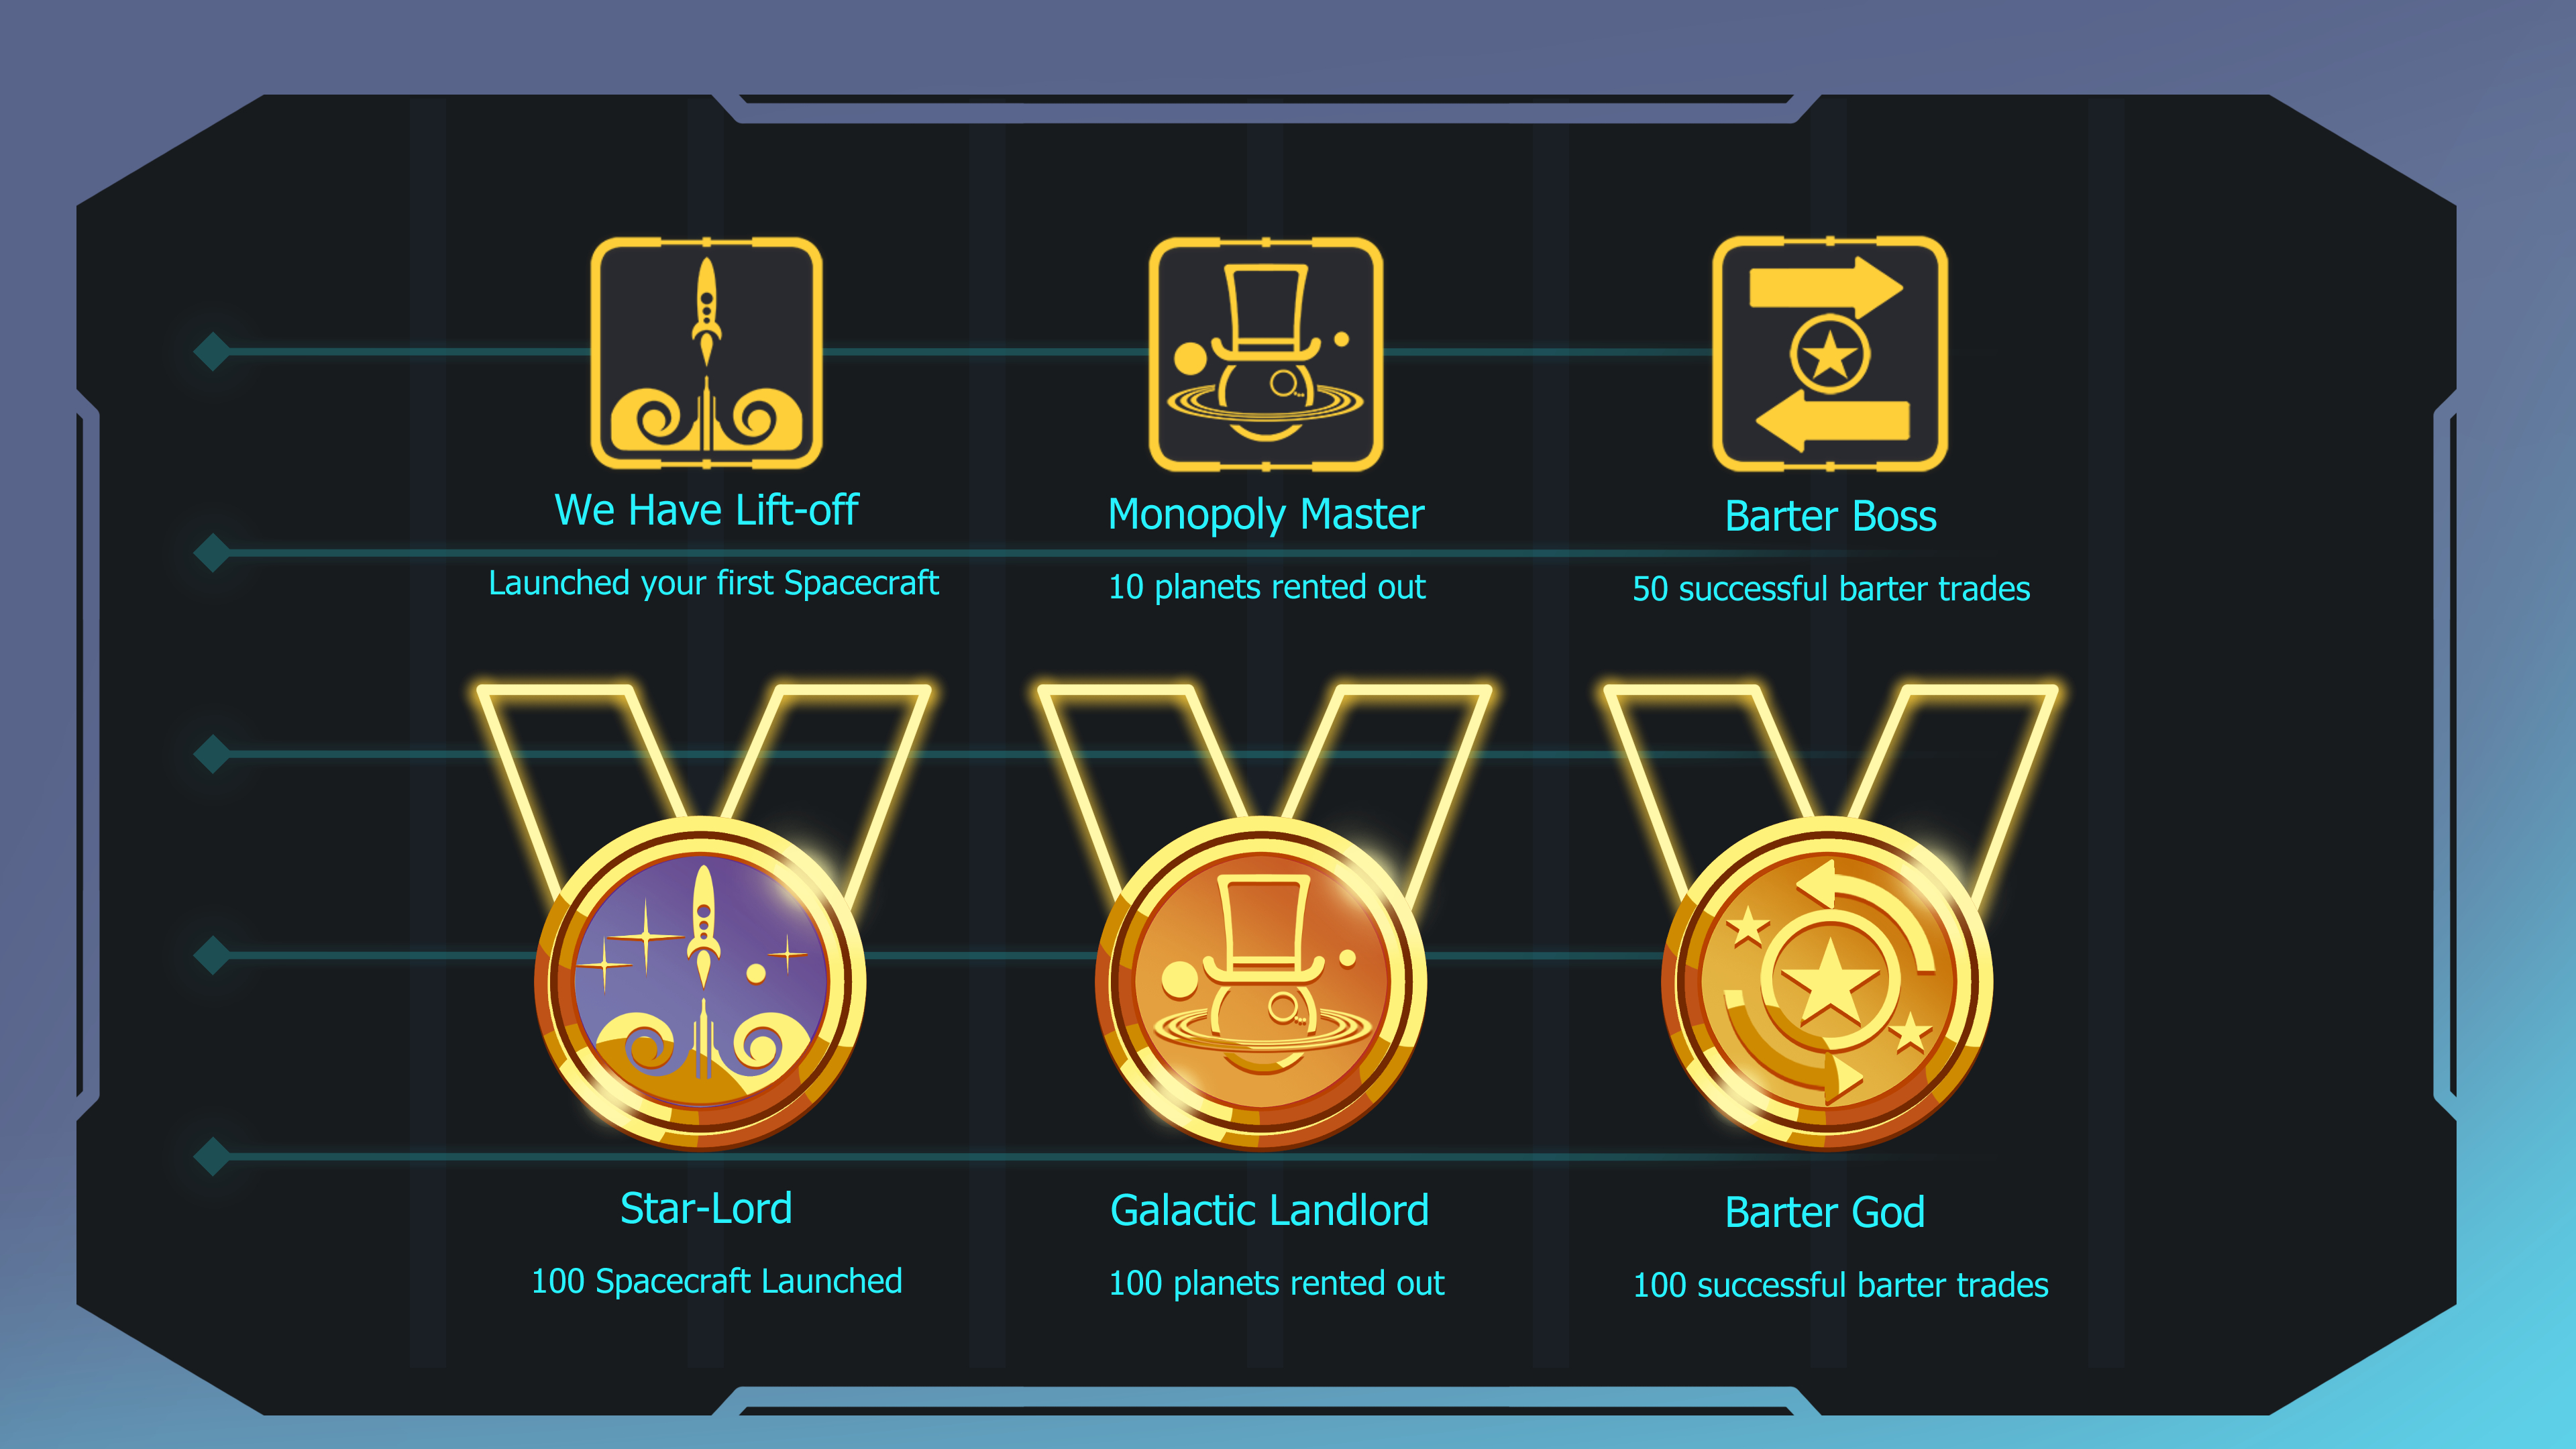 We Have Lift-off
Launched your first Spacecraft
Monopoly Master
10 planets rented out
Barter Boss
50 successful barter trades
Star-Lord
100 Spacecraft Launched
Galactic Landlord
100 planets rented out
Barter God
100 successful barter trades